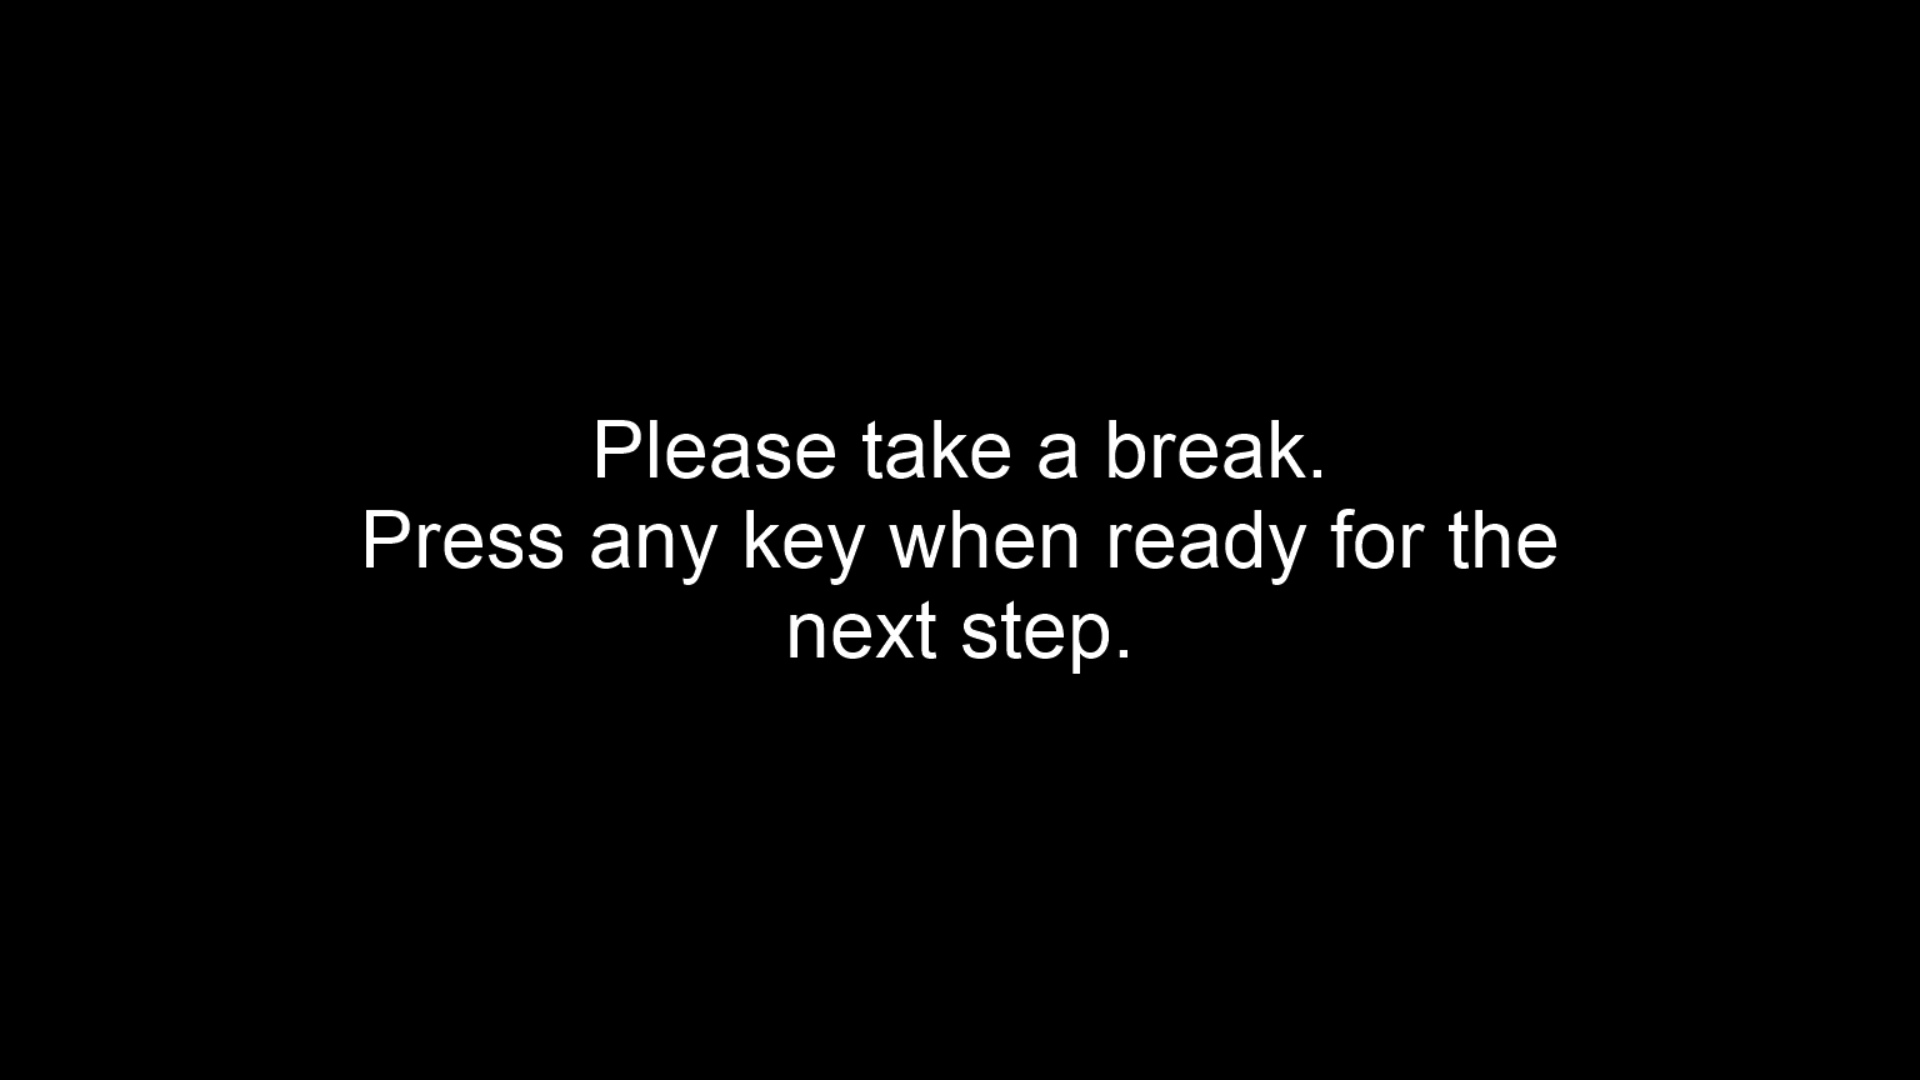 Please take a break.
Press any key when ready for the
next step.